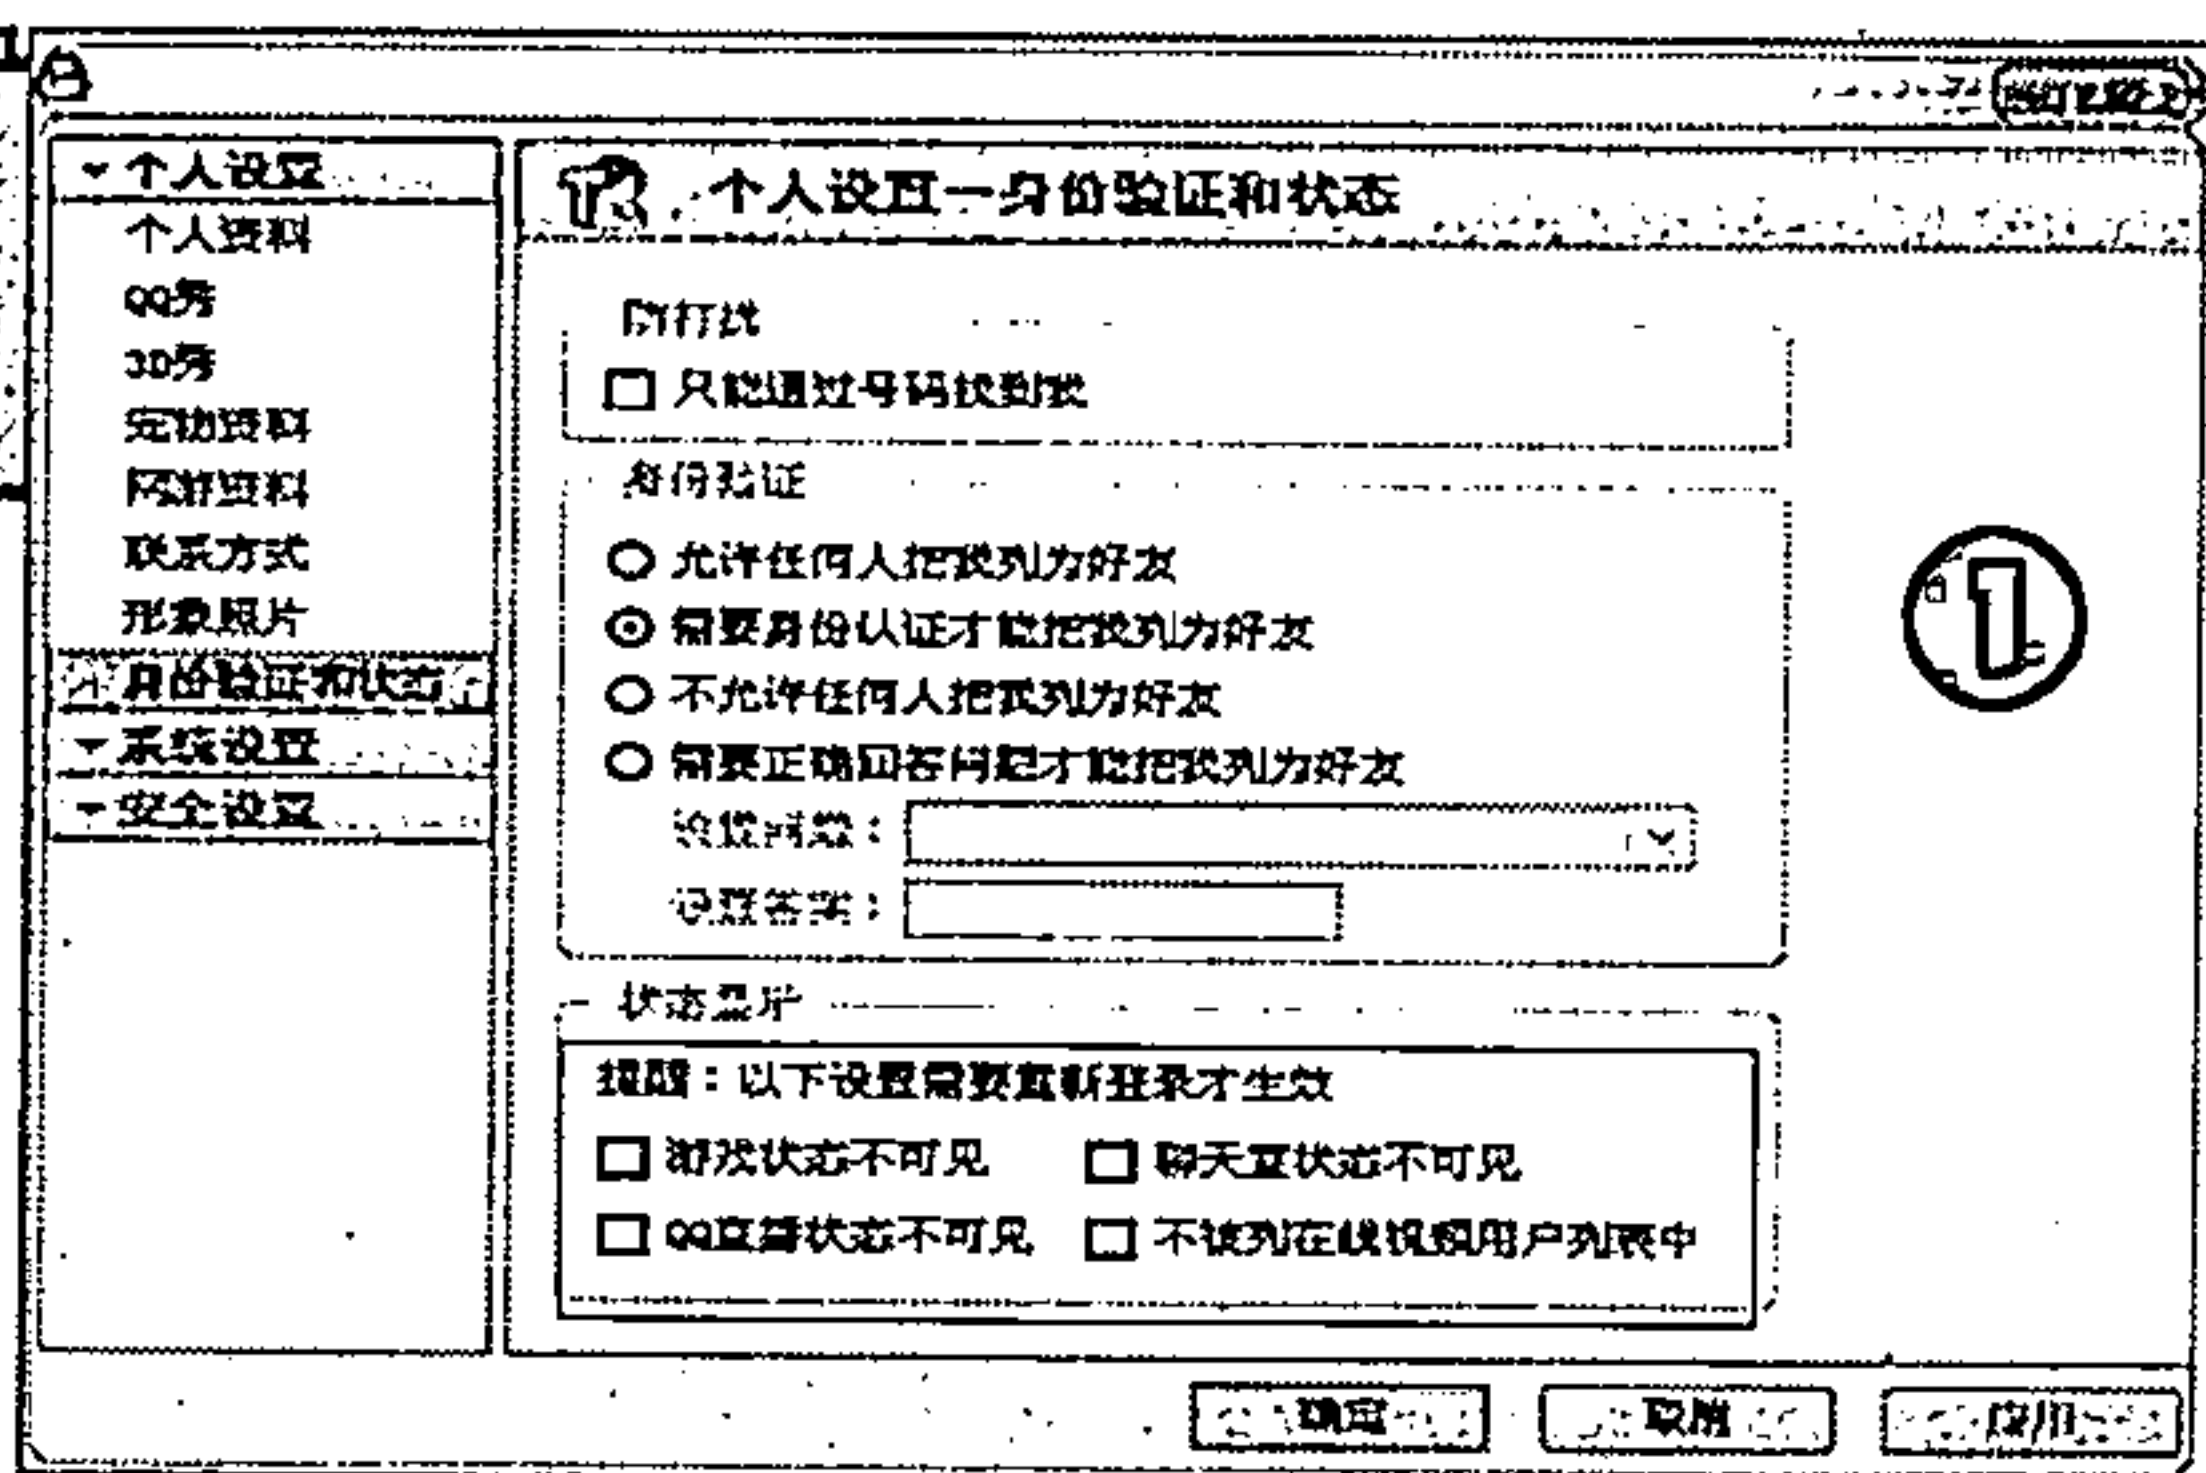 个人设置
个人资料
QQ秀
3D秀
宠物资料
网游资料
联系方式
形象照片
身份验证和状态
系统设置
安全设置
个人设置—身份验证和状态
防打扰
只能通过号码找到我
身份验证
允许任何人把我列为好友
需要身份认证才能把我列为好友
不允许任何人把我列为好友
需要正确回答问题才能把我列为好友
设置问题：
设置答案：
状态显示
提醒：以下设置需要重新登录才生效
游戏状态不可见 聊天室状态不可见
QQ直播状态不可见 不被列在线视频用户列表中
确定 取消 应用
1